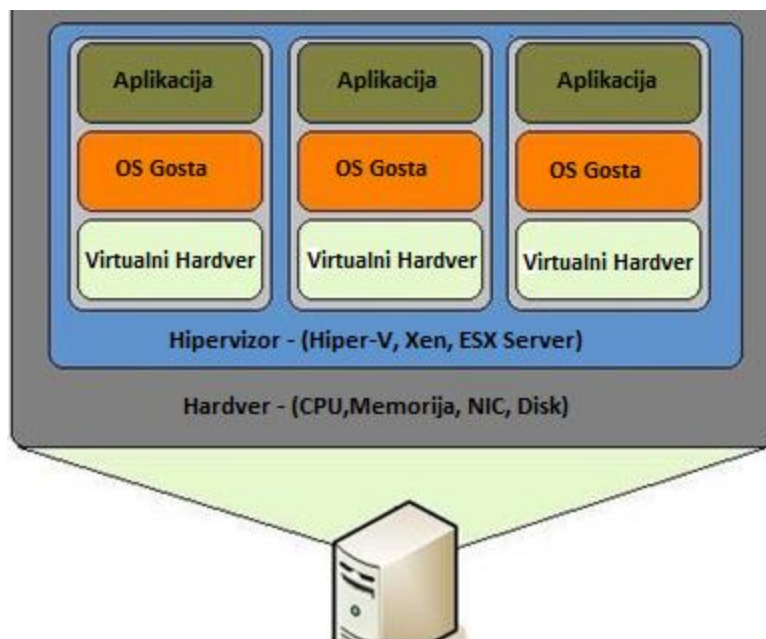 Aplikacija
Aplikacija
Aplikacija
OS Gosta
OS Gosta
OS Gosta
Virtualni Hardver
Virtualni Hardver
Virtualni Hardver
Hipervizor - (Hiper-V, Xen, ESX Server)
Hardver - (CPU,Memorija, NIC, Disk)